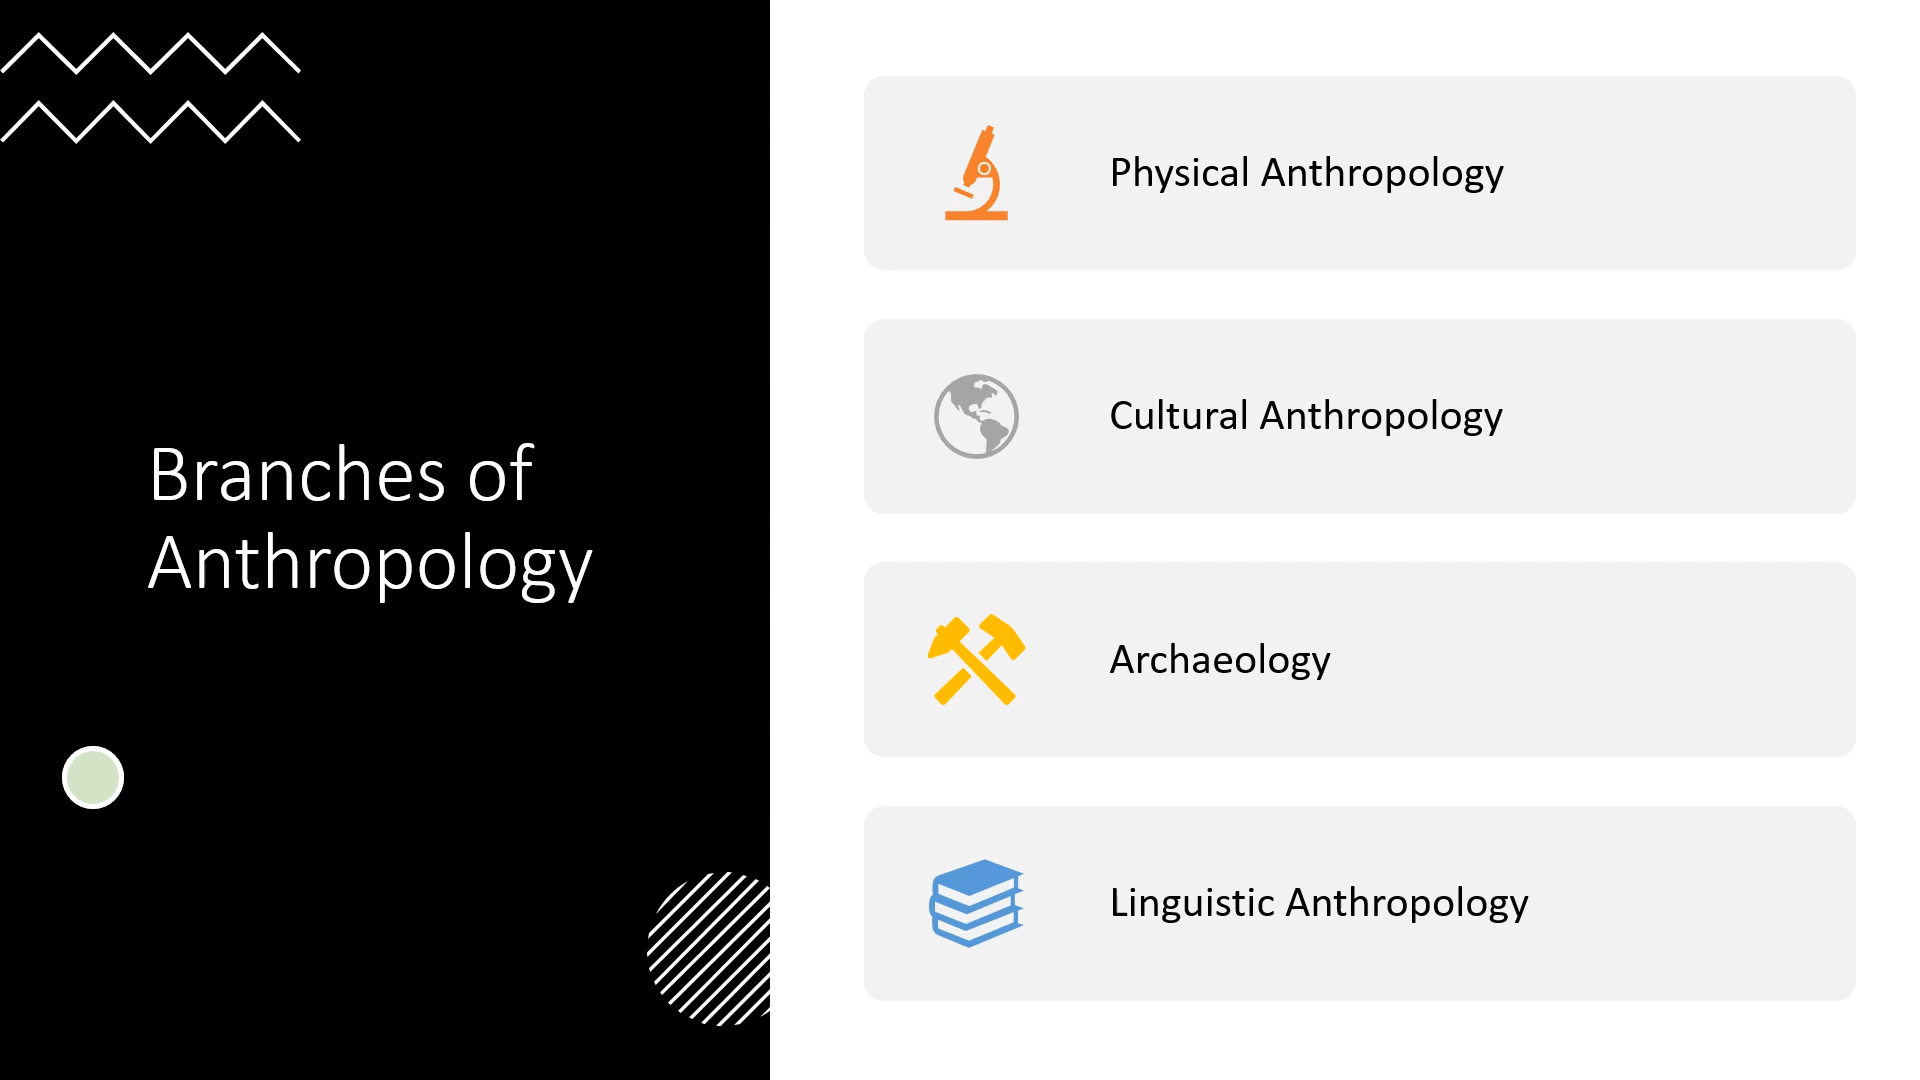 Branches of
Anthropology
Physical Anthropology
Cultural Anthropology
Archaeology
Linguistic Anthropology